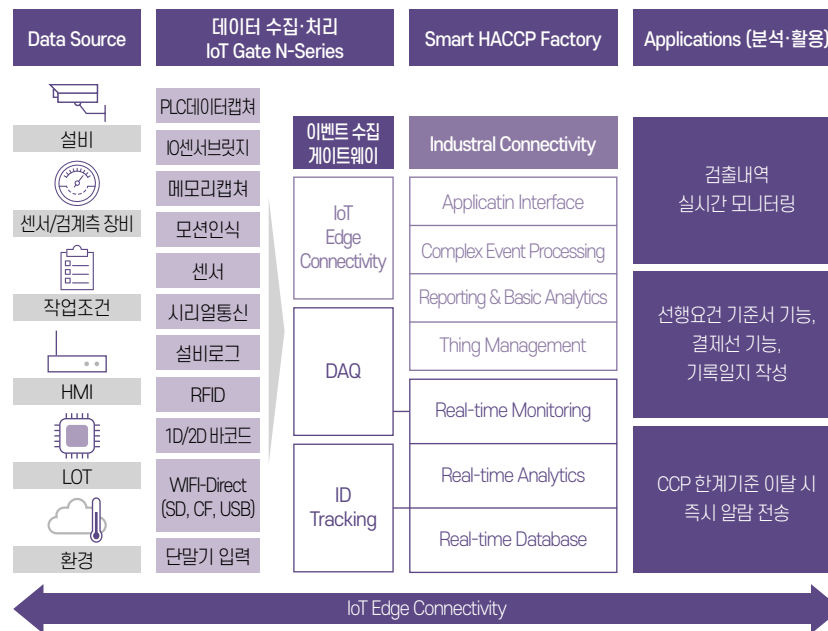 Data Source
데이터 수집·처리
IoT Gate N-Series
Smart HACCP Factory
Applications (분석·활용)
설비
센서/검계측 장비
작업조건
HMI
LOT
환경
PLC데이터캡쳐
IO센서브릿지
메모리캡쳐
모션인식
센서
시리얼통신
설비로그
RFID
1D/2D 바코드
WIFI-Direct
(SD, CF, USB)
단말기 입력
이벤트 수집
게이트웨이
IoT
Edge
Connectivity
DAQ
ID
Tracking
Industral Connectivity
Applicatin Interface
Complex Event Processing
Reporting & Basic Analytics
Thing Management
Real-time Monitoring
Real-time Analytics
Real-time Database
검출내역
실시간 모니터링
선행요건 기준서 기능,
결제선 기능,
기록일지 작성
CCP 한계기준 이탈 시
즉시 알람 전송
IoT Edge Connectivity